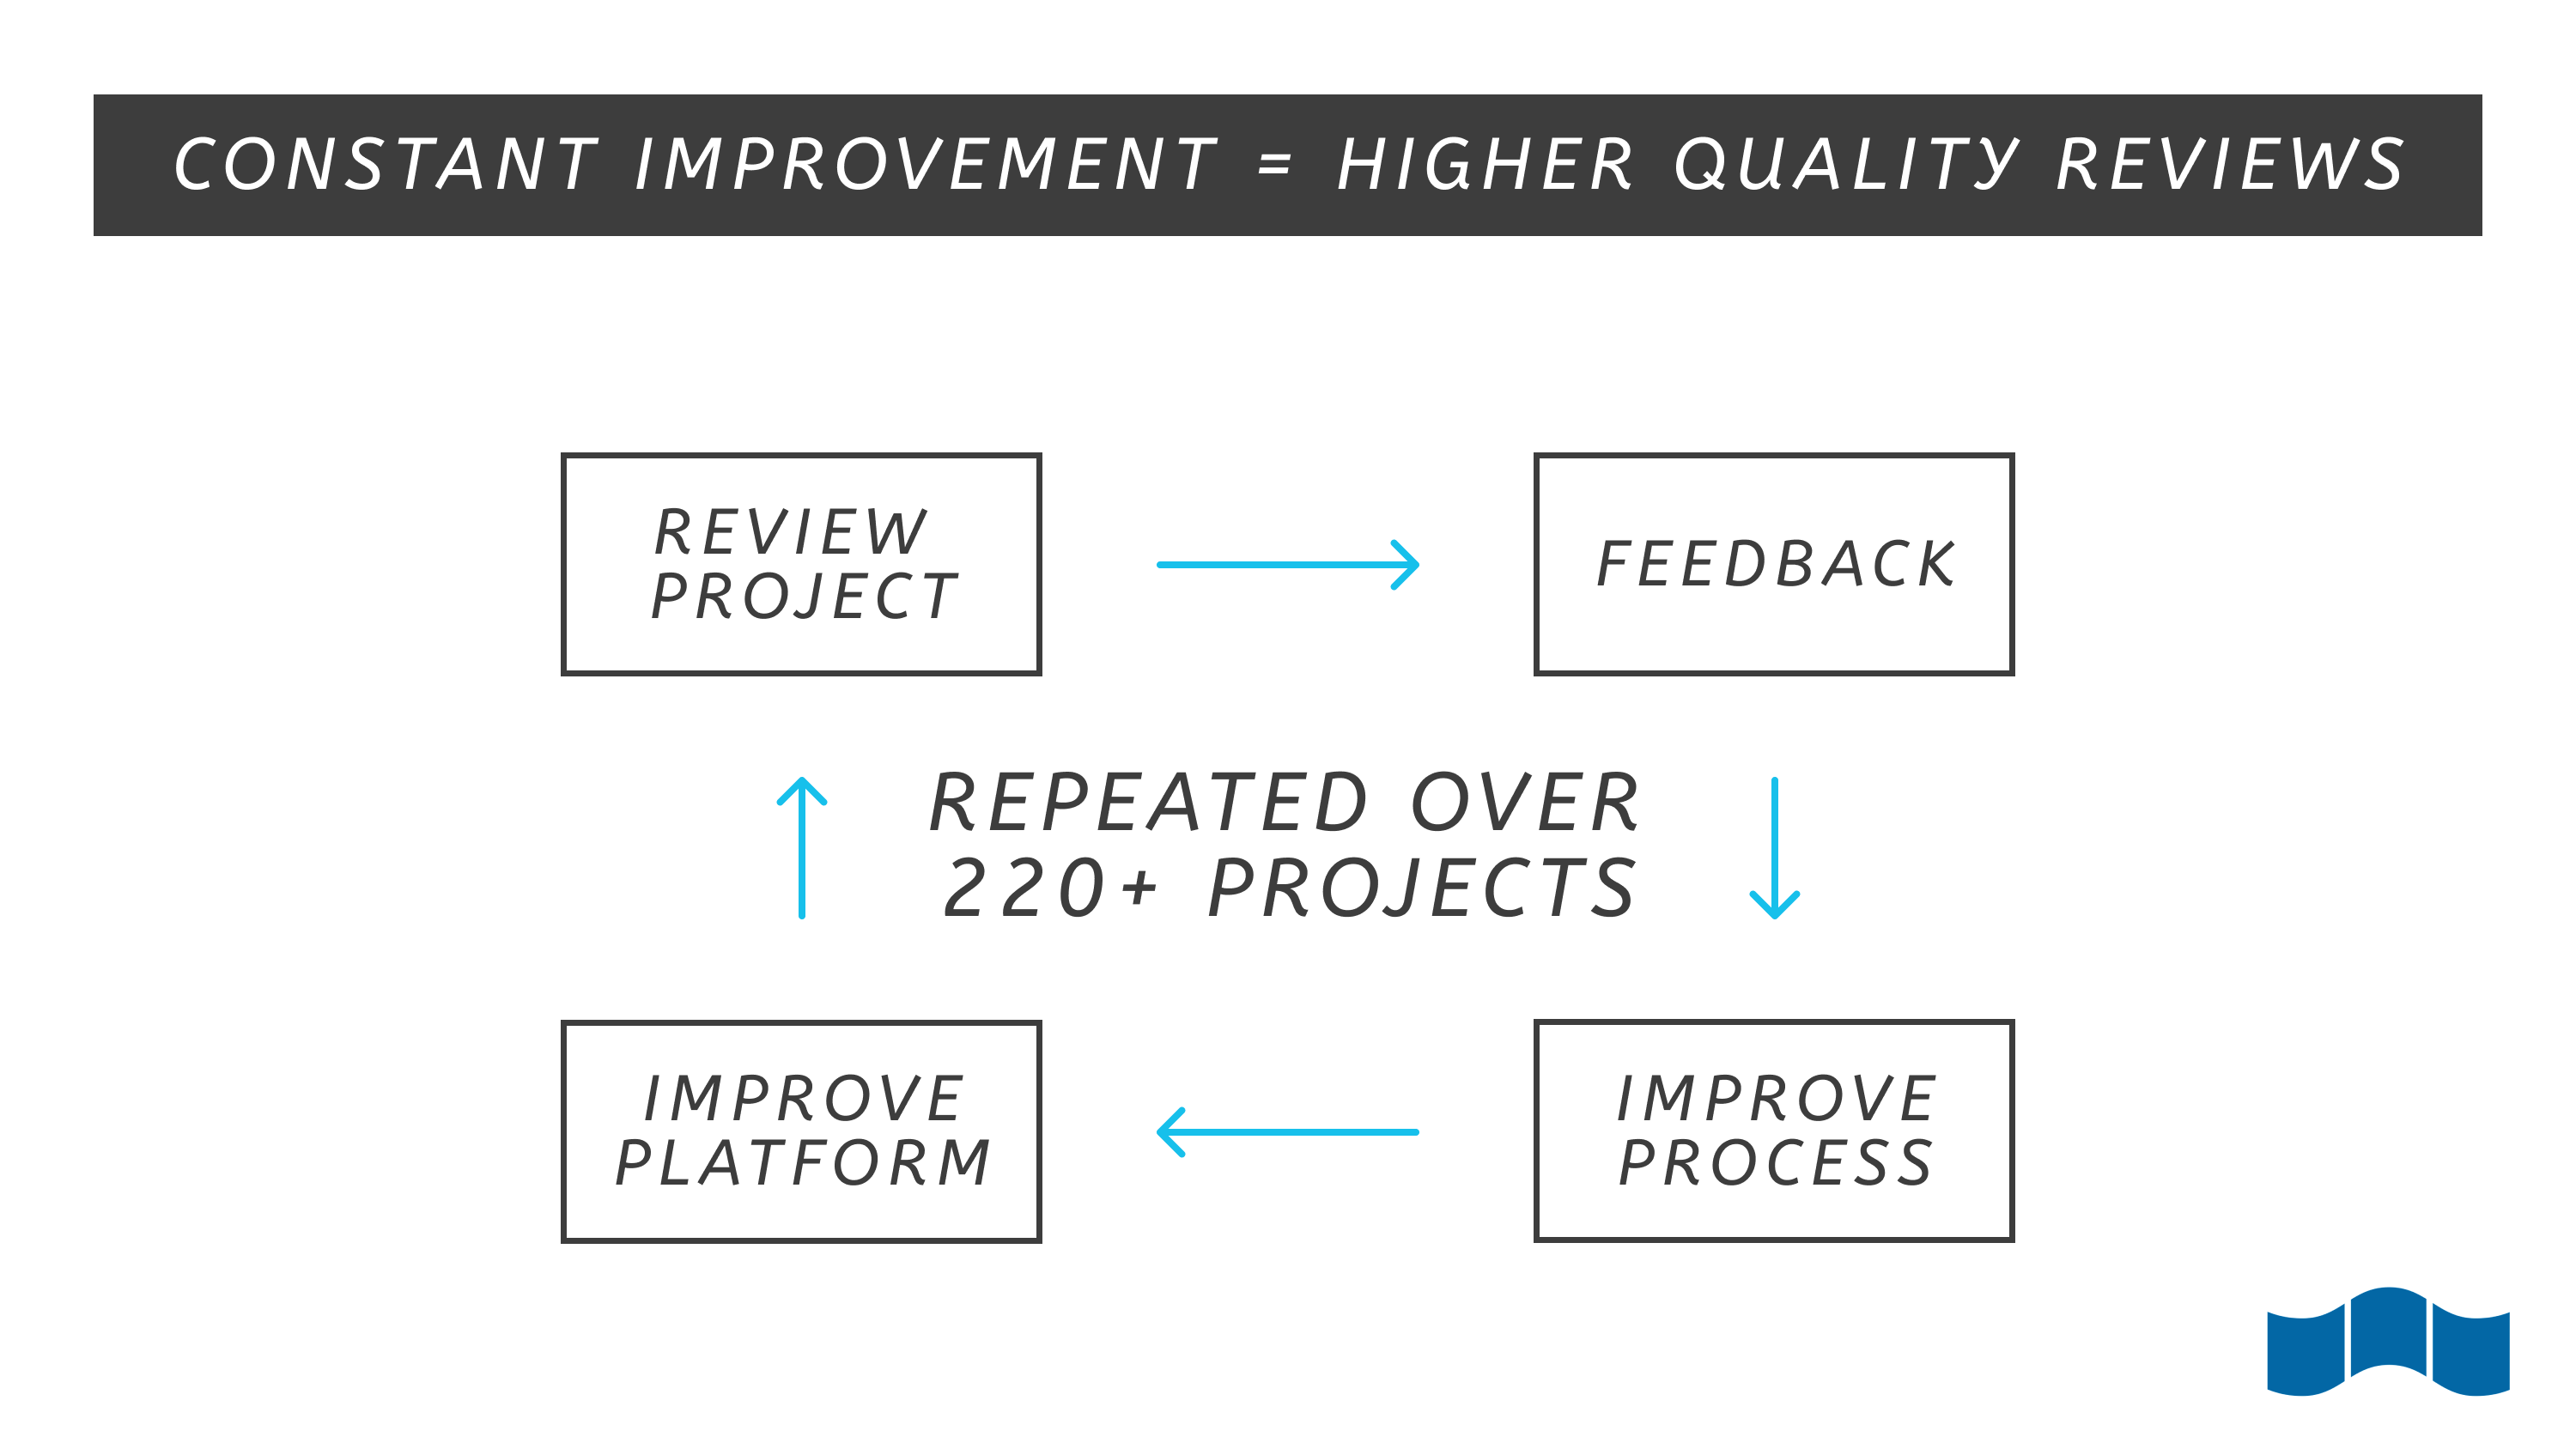 CONSTANT IMPROVEMENT = HIGHER QUALITY REVIEWS
REVIEW
PROJECT
FEEDBACK
REPEATED OVER
220+ PROJECTS
IMPROVE
PLATFORM
IMPROVE
PROCESS